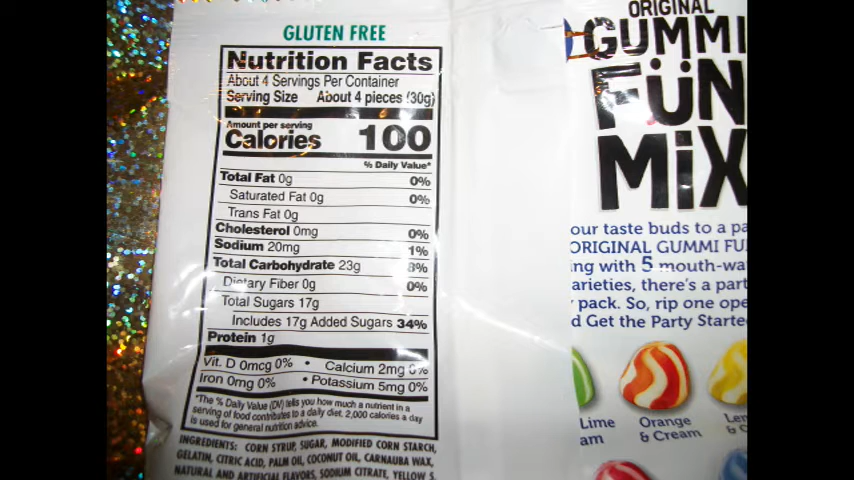 GLUTEN FREE
Nutrition Facts
About 4 Servings Per Container
Serving Size About 4 pieces (30g)
Amount per serving
Calories 100
% Daily Value*
Total Fat 0g 0%
Saturated Fat 0g 0%
Trans Fat 0g
Cholesterol 0mg 0%
Sodium 20mg 1%
Total Carbohydrate 23g 8%
Dietary Fiber 0g 0%
Total Sugars 17g
Includes 17g Added Sugars 34%
Protein 1g
Vit. D 0mcg 0% • Calcium 2mg 0%
Iron 0mg 0% • Potassium 5mg 0%
*The % Daily Value (DV) tells you how much a nutrient in a
serving of food contributes to a daily diet. 2,000 calories a day
is used for general nutrition advice.
INGREDIENTS: CORN SYRUP, SUGAR, MODIFIED CORN STARCH,
GELATIN, CITRIC ACID, PALM OIL, COCONUT OIL, CARNAUBA WAX,
NATURAL AND ARTIFICIAL FLAVORS, SODIUM CITRATE, YELLOW 5,
ORIGINAL
GUMMI
FÜN
MiX
our taste buds to a pa
ORIGINAL GUMMI FU
ng with 5 mouth-wa
arieties, there's a part
pack. So, rip one ope
d Get the Party Starte
Lime
am
Orange
& Cream
Lem
& C